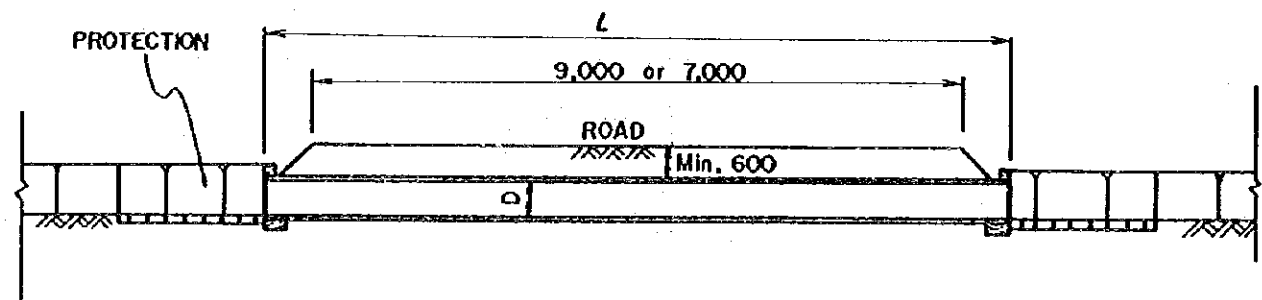 L
PROTECTION
9,000 or 7,000
ROAD
Min. 600
D